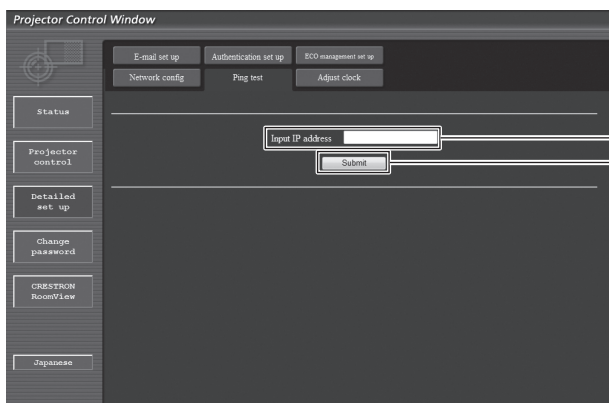 Projector Control Window
E-mail set up
Authentication set up
ECO management set up
Network config
Ping test
Adjust clock
Status
Projector
control
Detailed
set up
Change
password
CRESTRON
RoomView
Japanese
Input IP address
Submit